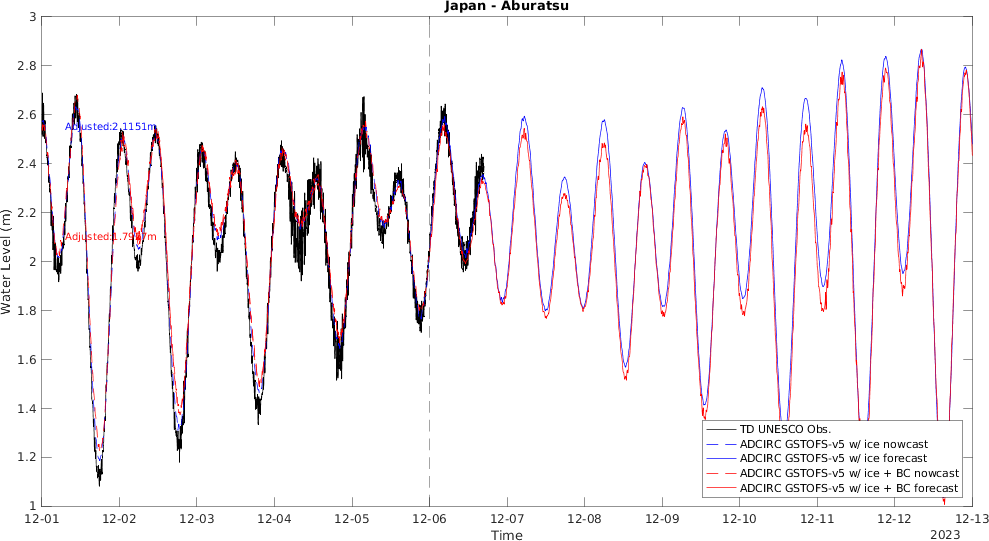 Japan - Aburatsu
3
2.8
2.6
2.4
2.2
2
1.8
1.6
1.4
1.2
1
Water Level (m)
Adjusted:2.1151m
TD UNESCO Obs.
ADCIRC GSTOFS-v5 w/ ice nowcast
ADCIRC GSTOFS-v5 w/ ice forecast
ADCIRC GSTOFS-v5 w/ ice + BC nowcast
ADCIRC GSTOFS-v5 w/ ice + BC forecast
12-01 12-02 12-03 12-04 12-05 12-06 12-07 12-08 12-09 12-10 12-11 12-12 12-13
Time
2023